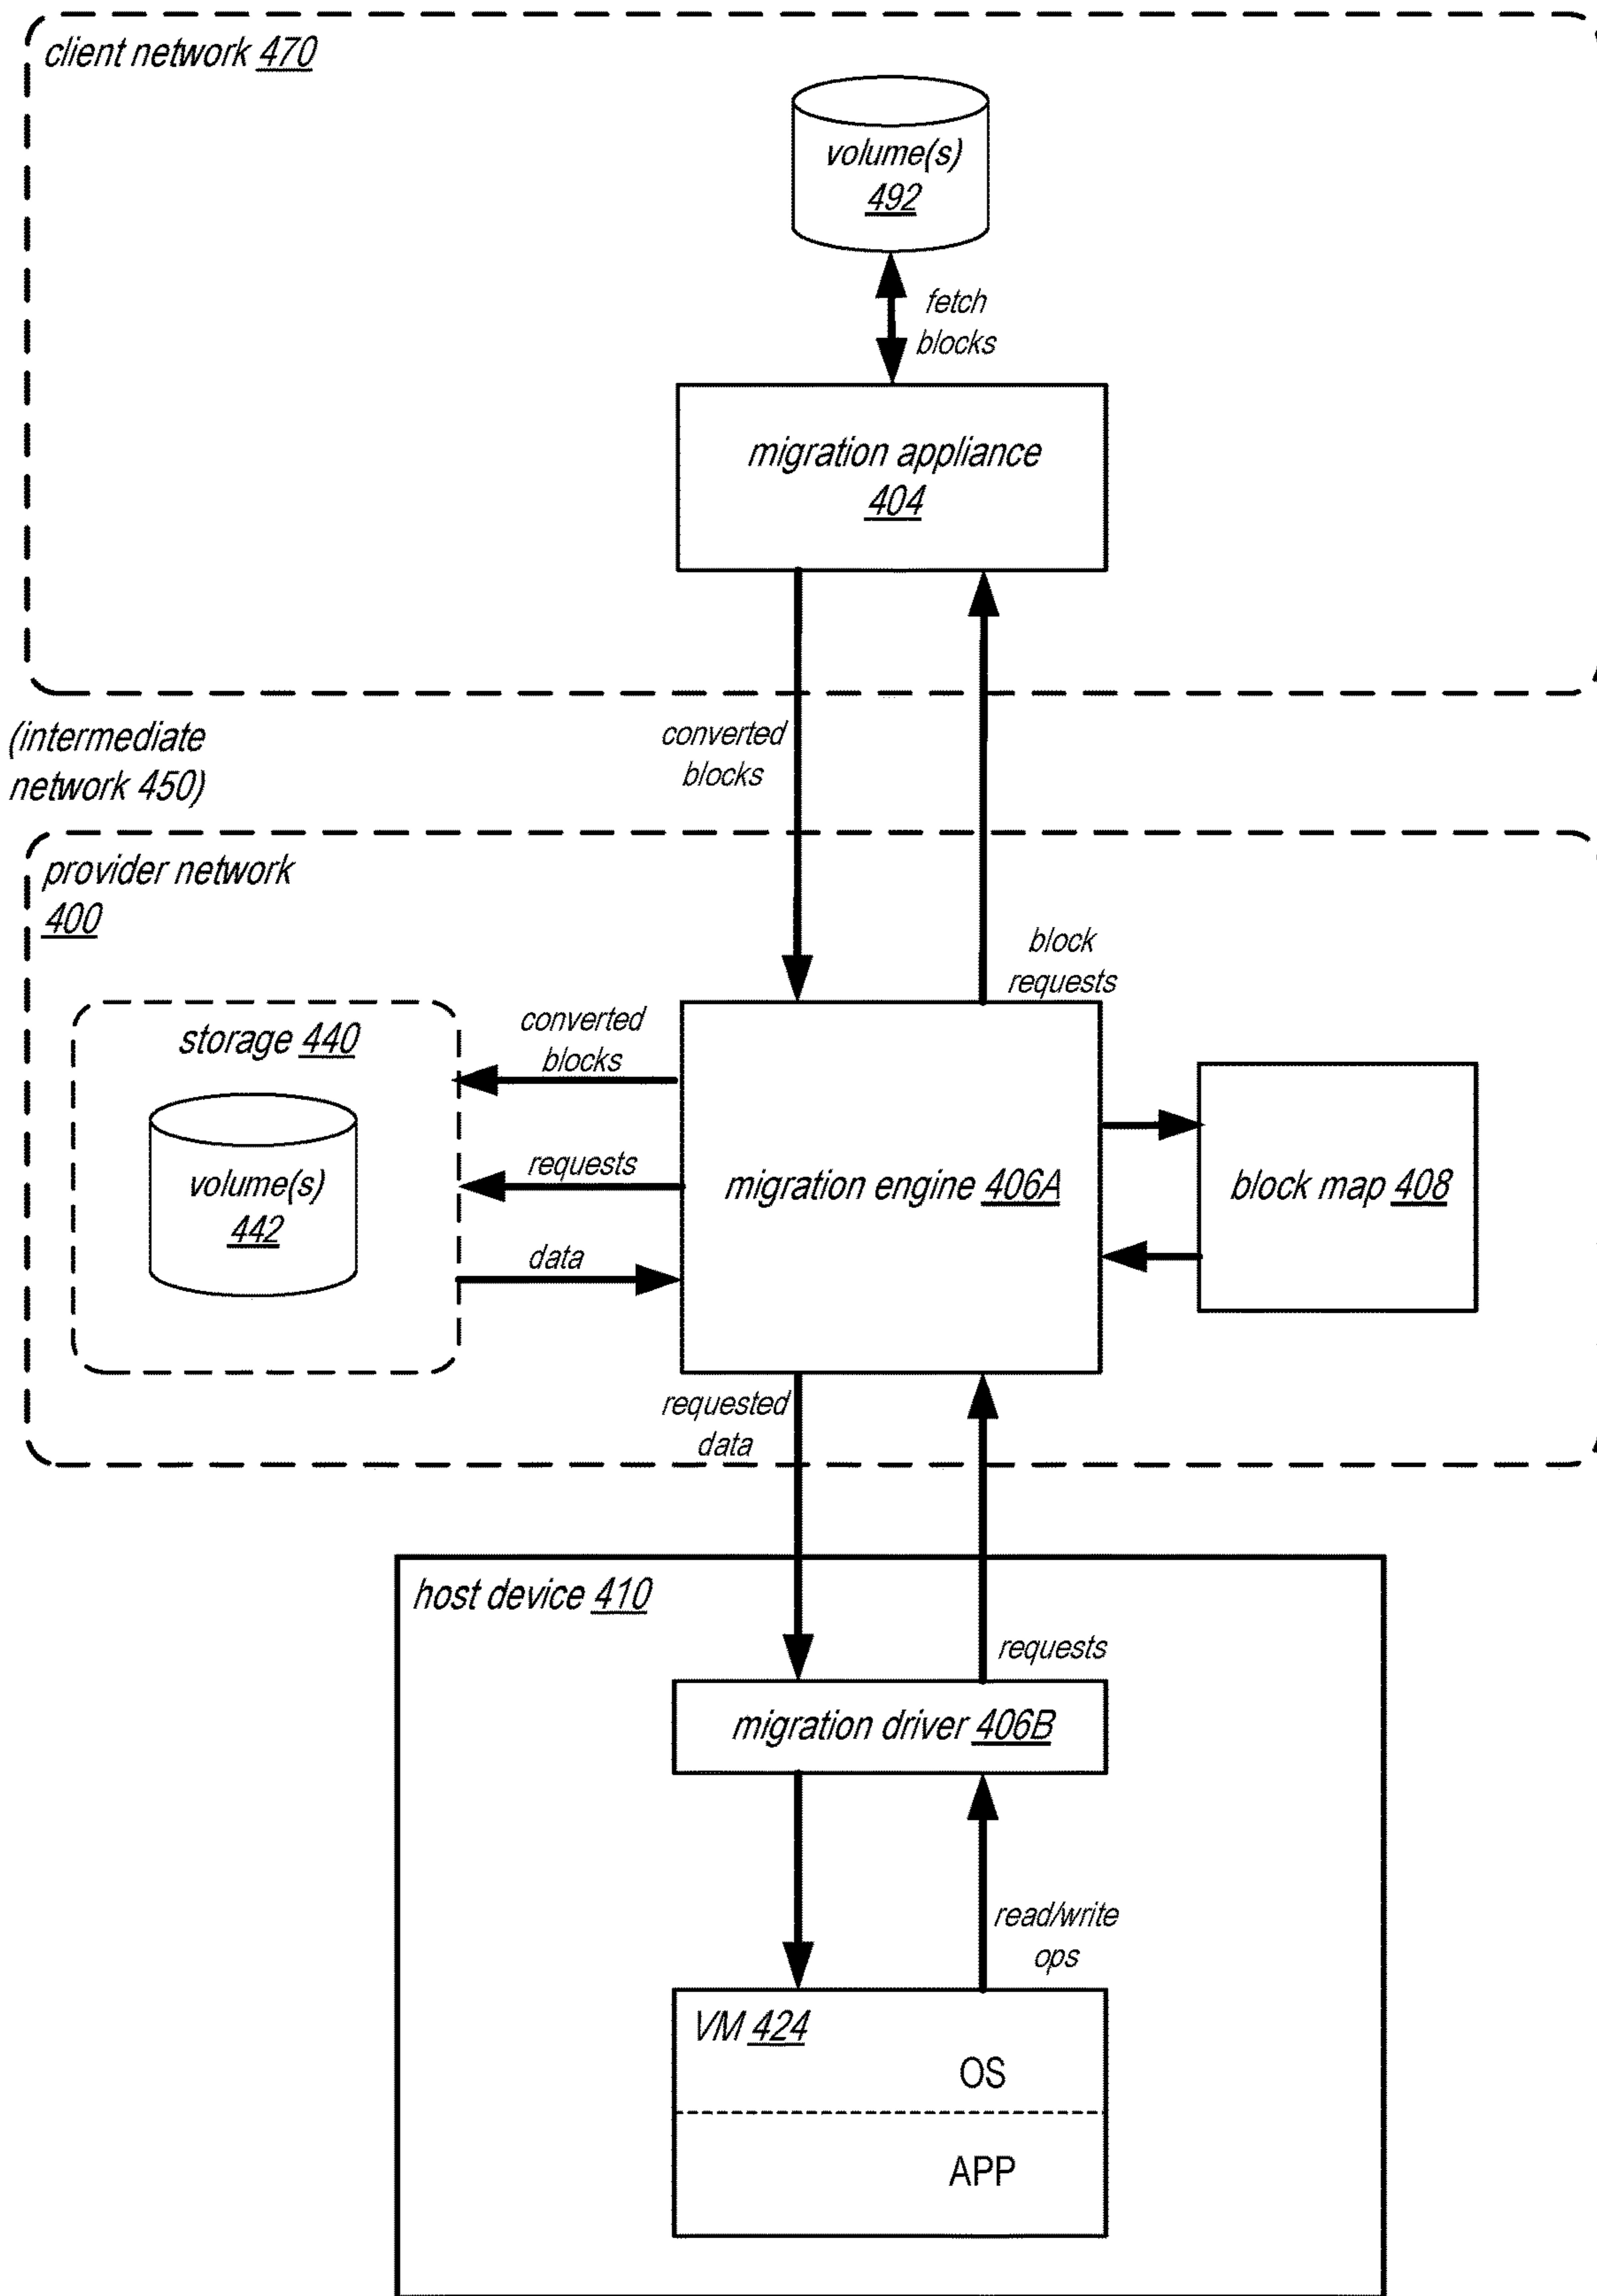 client network 470
volume(s)
492
fetch
blocks
migration appliance
404
(intermediate
network 450)
converted
blocks
provider network
400
block
requests
storage 440
converted
blocks
volume(s)
442
requests
data
migration engine 406A
block map 408
requested
data
host device 410
requests
migration driver 406B
read/write
ops
VM 424
OS
APP